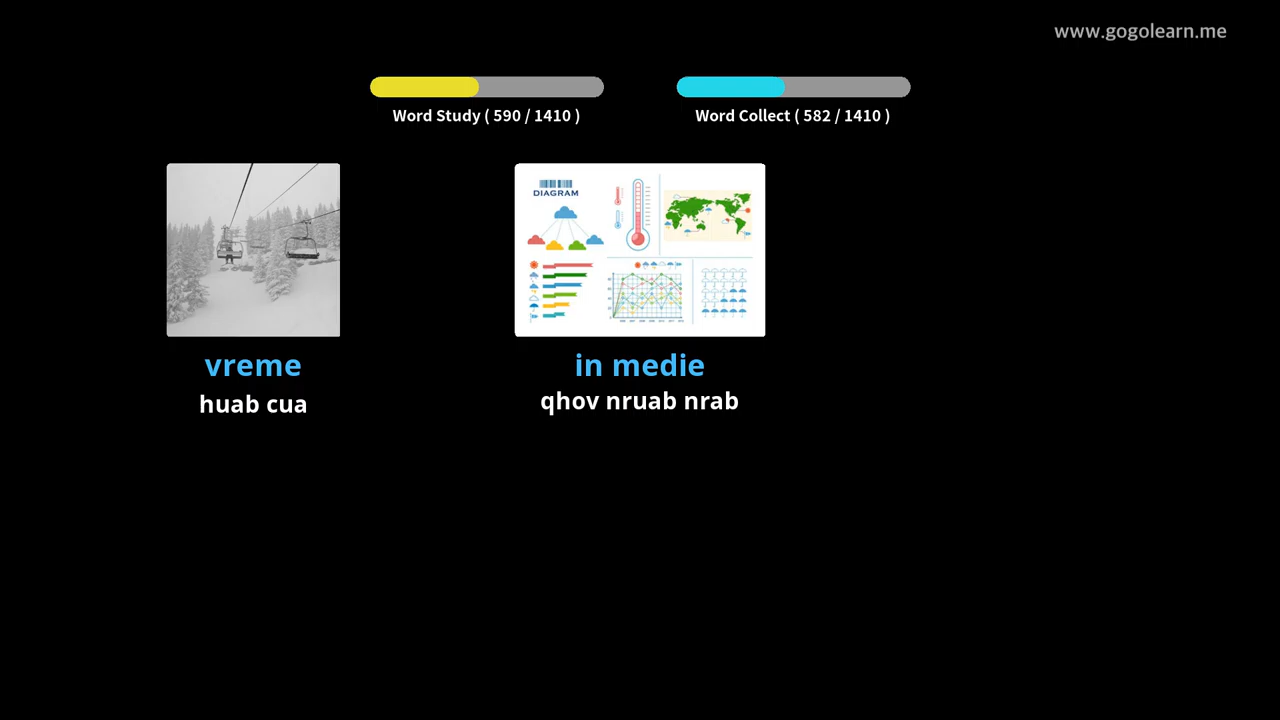 www.gogolearn.me
Word Study ( 590 / 1410 )
Word Collect ( 582 / 1410 )
DIAGRAM
vreme
huab cua
in medie
qhov nruab nrab